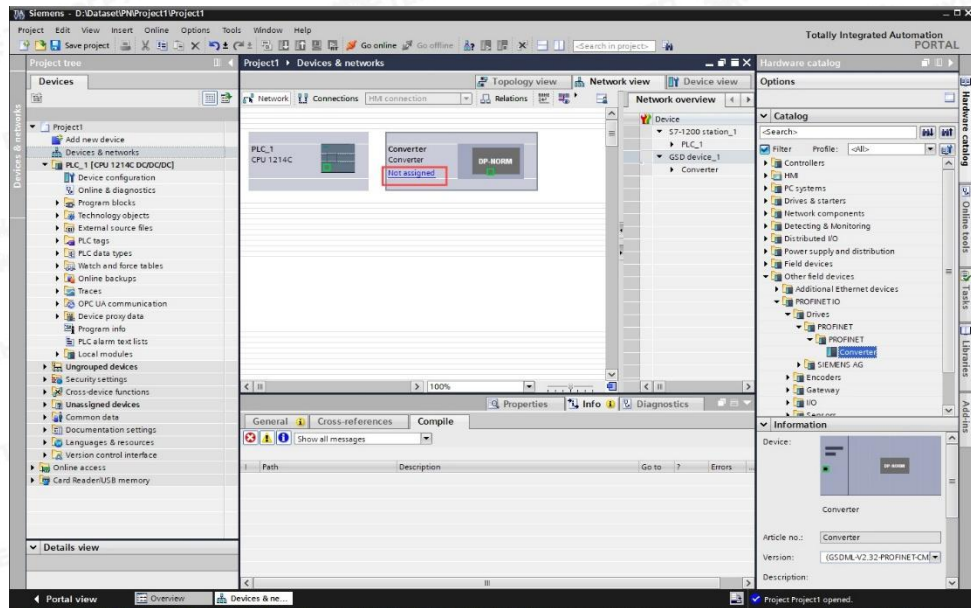 Siemens - D:\Dataset\PN\Project1\Project1
Project Edit View Insert Online Options Tools Window Help
Save project
Go online
Go offline
<Search in project>
Totally Integrated Automation
PORTAL
Project tree
Devices
Devices & networks
Project1
Add new device
Devices & networks
PLC_1 [CPU 1214C DC/DC/DC]
Device configuration
Online & diagnostics
Program blocks
Technology objects
External source files
PLC tags
PLC data types
Watch and force tables
Online backups
Traces
OPC UA communication
Device proxy data
Program info
PLC alarm text lists
Local modules
Ungrouped devices
Security settings
Cross-device functions
Unassigned devices
Common data
Documentation settings
Languages & resources
Version control interface
Online access
Card Reader/USB memory
Details view
Project1 Devices & networks
Topology view
Network view
Device view
Network
Connections
HMI connection
Relations
Network overview
PLC_1
CPU 1214C
Converter
Converter
Not assigned
DP-NORM
Device
S7-1200 station_1
PLC_1
GSD device_1
Converter
100%
Properties
Info
Diagnostics
General
Cross-references
Compile
Show all messages
! Path Description Go to ? Errors
Hardware catalog
Options
Catalog
<Search>
Filter Profile: <All>
Controllers
HMI
PC systems
Drives & starters
Network components
Detecting & Monitoring
Distributed I/O
Power supply and distribution
Field devices
Other field devices
Additional Ethernet devices
PROFINET IO
Drives
PROFINET
PROFINET
Converter
SIEMENS AG
Encoders
Gateway
I/O
Sensors
Information
Device:
DP-NORM
Converter
Article no.: Converter
Version: (GSDML-V2.32-PROFINET-CM
Description:
Hardware catalog
Online tools
Tasks
Libraries
Add-ins
Portal view
Overview
Devices & ne...
Project Project1 opened.